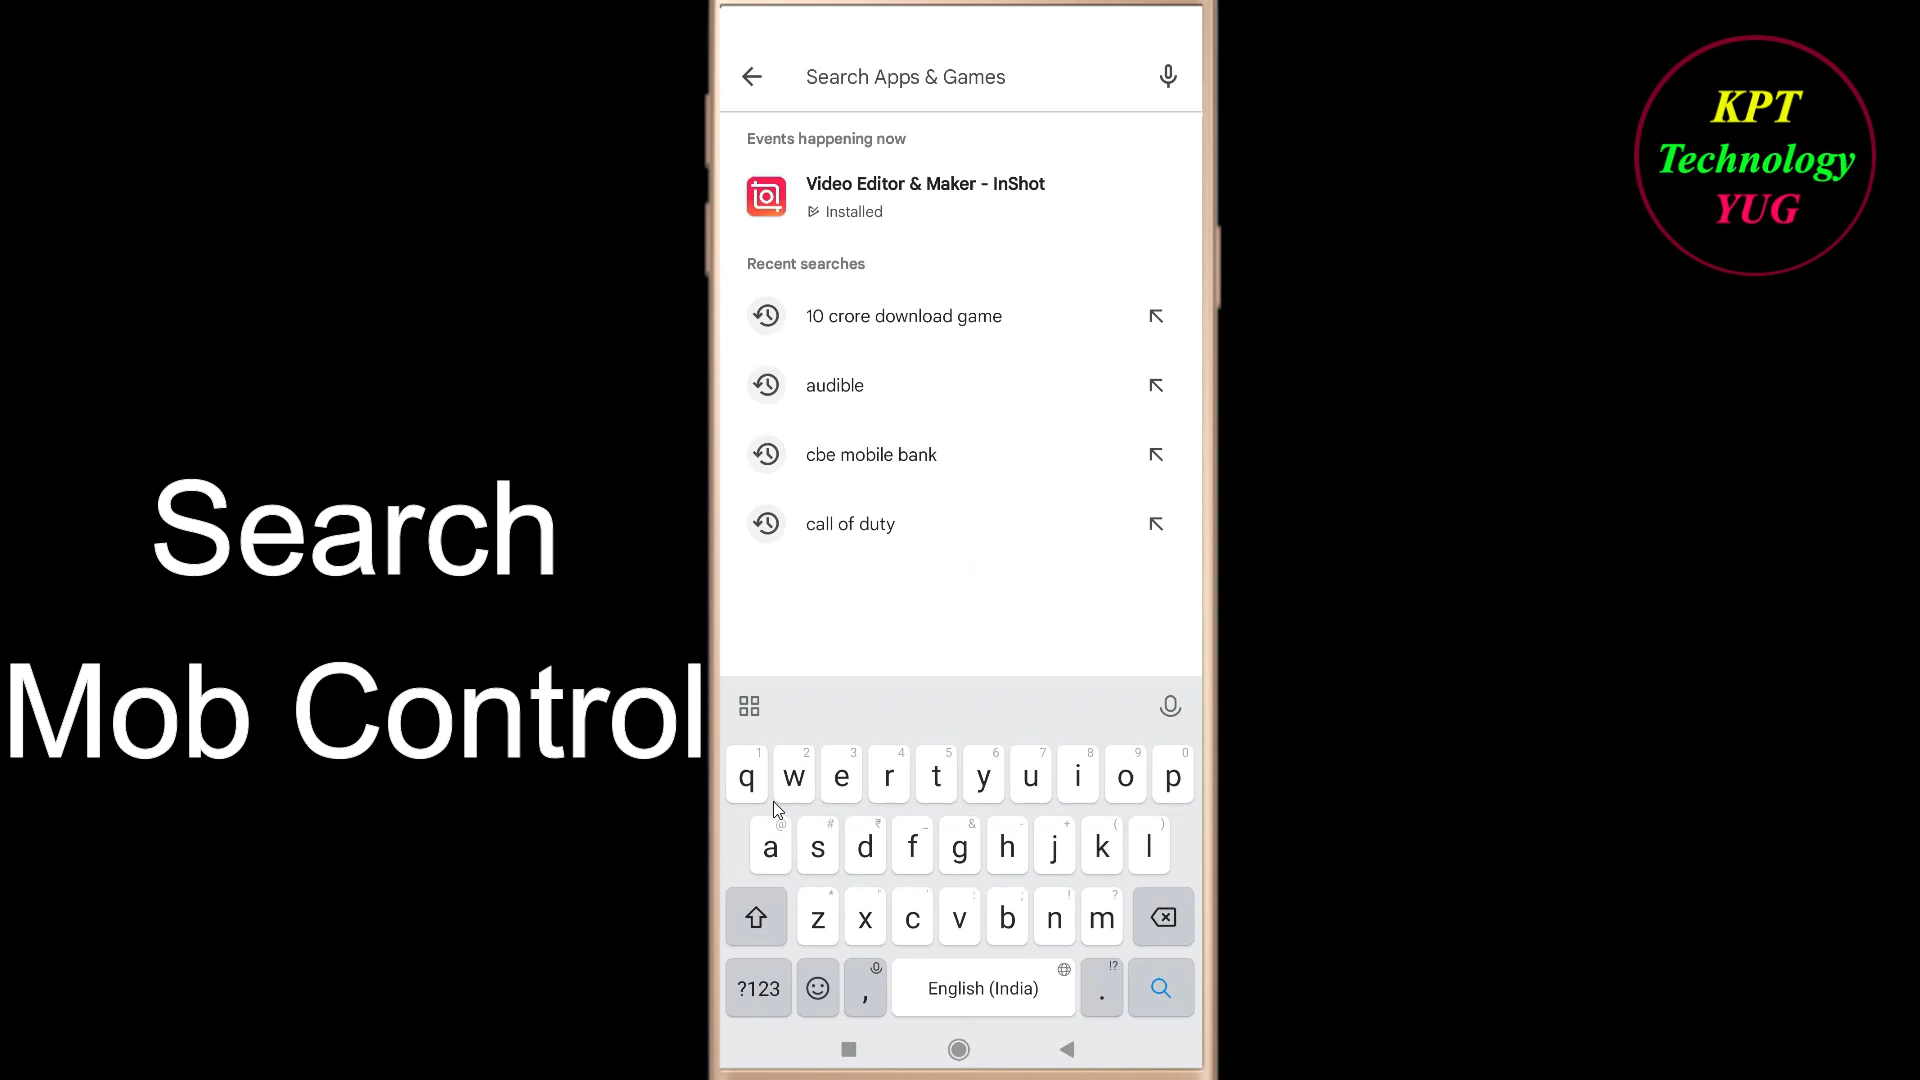 Search Apps & Games
Events happening now
Video Editor & Maker - InShot
Installed
Recent searches
10 crore download game
audible
cbe mobile bank
call of duty
Search
Mob Control
KPT
Technology
YUG
1 2 3 4 5 6 7 8 9 0
q w e r t y u i o p
@ # ₹ _ & - + ( )
a s d f g h j k l
* " ' : ; ! ?
z x c v b n m
!?
?123 , English (India) .